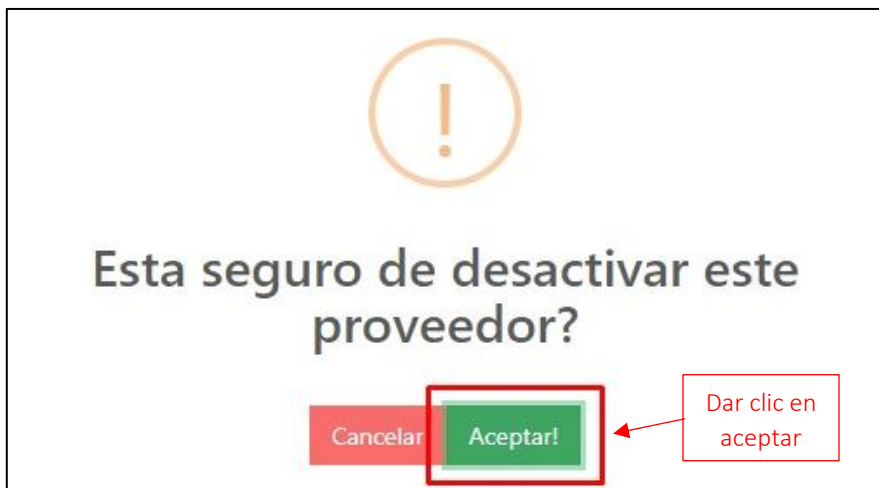 !
Esta seguro de desactivar este
proveedor?
Cancelar
Aceptar!
Dar clic en
aceptar